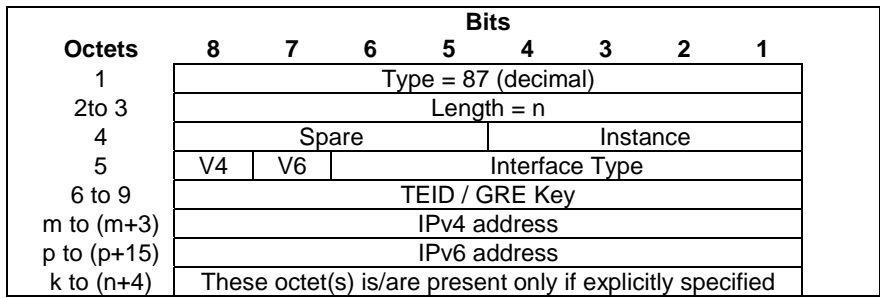 Bits
Octets 8 7 6 5 4 3 2 1
1 Type = 87 (decimal)
2to 3 Length = n
4 Spare Instance
5 V4 V6 Interface Type
6 to 9 TEID / GRE Key
m to (m+3) IPv4 address
p to (p+15) IPv6 address
k to (n+4) These octet(s) is/are present only if explicitly specified